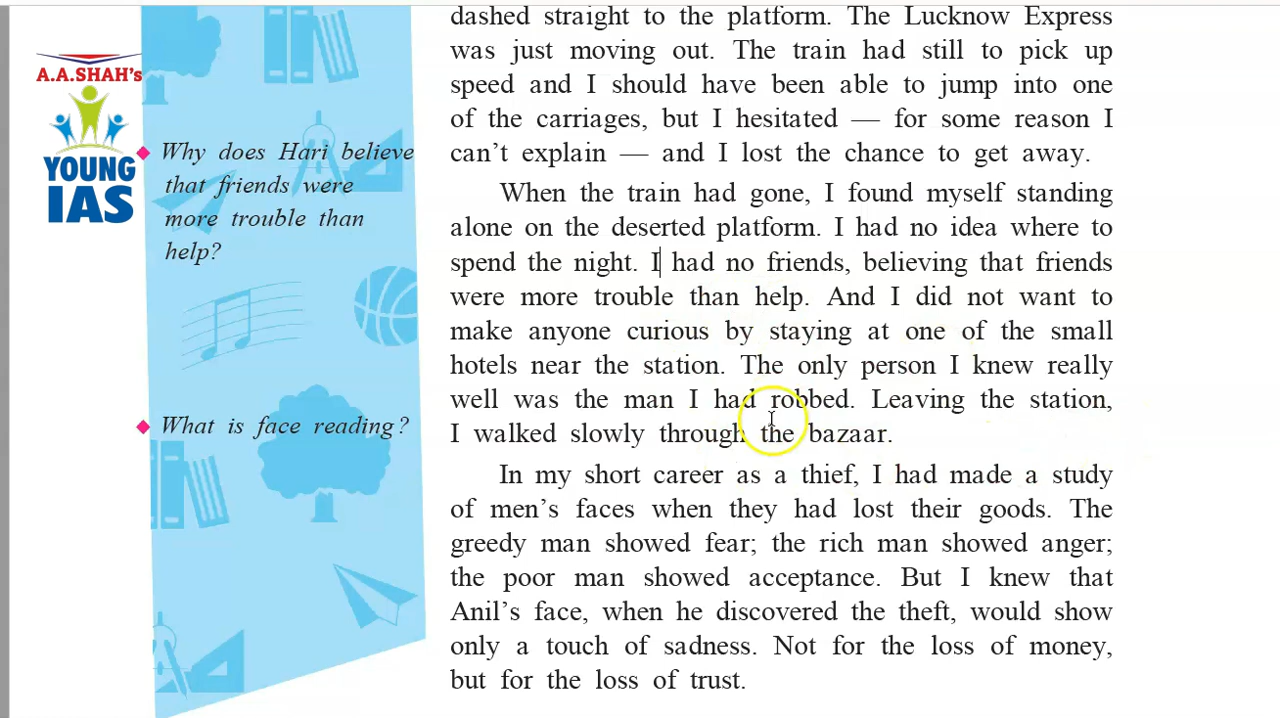 dashed straight to the platform. The Lucknow Express
was just moving out. The train had still to pick up
speed and I should have been able to jump into one
of the carriages, but I hesitated — for some reason I
can't explain — and I lost the chance to get away.
When the train had gone, I found myself standing
alone on the deserted platform. I had no idea where to
spend the night. I had no friends, believing that friends
were more trouble than help. And I did not want to
make anyone curious by staying at one of the small
hotels near the station. The only person I knew really
well was the man I had robbed. Leaving the station,
I walked slowly through the bazaar.
In my short career as a thief, I had made a study
of men's faces when they had lost their goods. The
greedy man showed fear; the rich man showed anger;
the poor man showed acceptance. But I knew that
Anil's face, when he discovered the theft, would show
only a touch of sadness. Not for the loss of money,
but for the loss of trust.
A.A.SHAH's
YOUNG
IAS
Why does Hari believe
that friends were
more trouble than
help?
What is face reading?